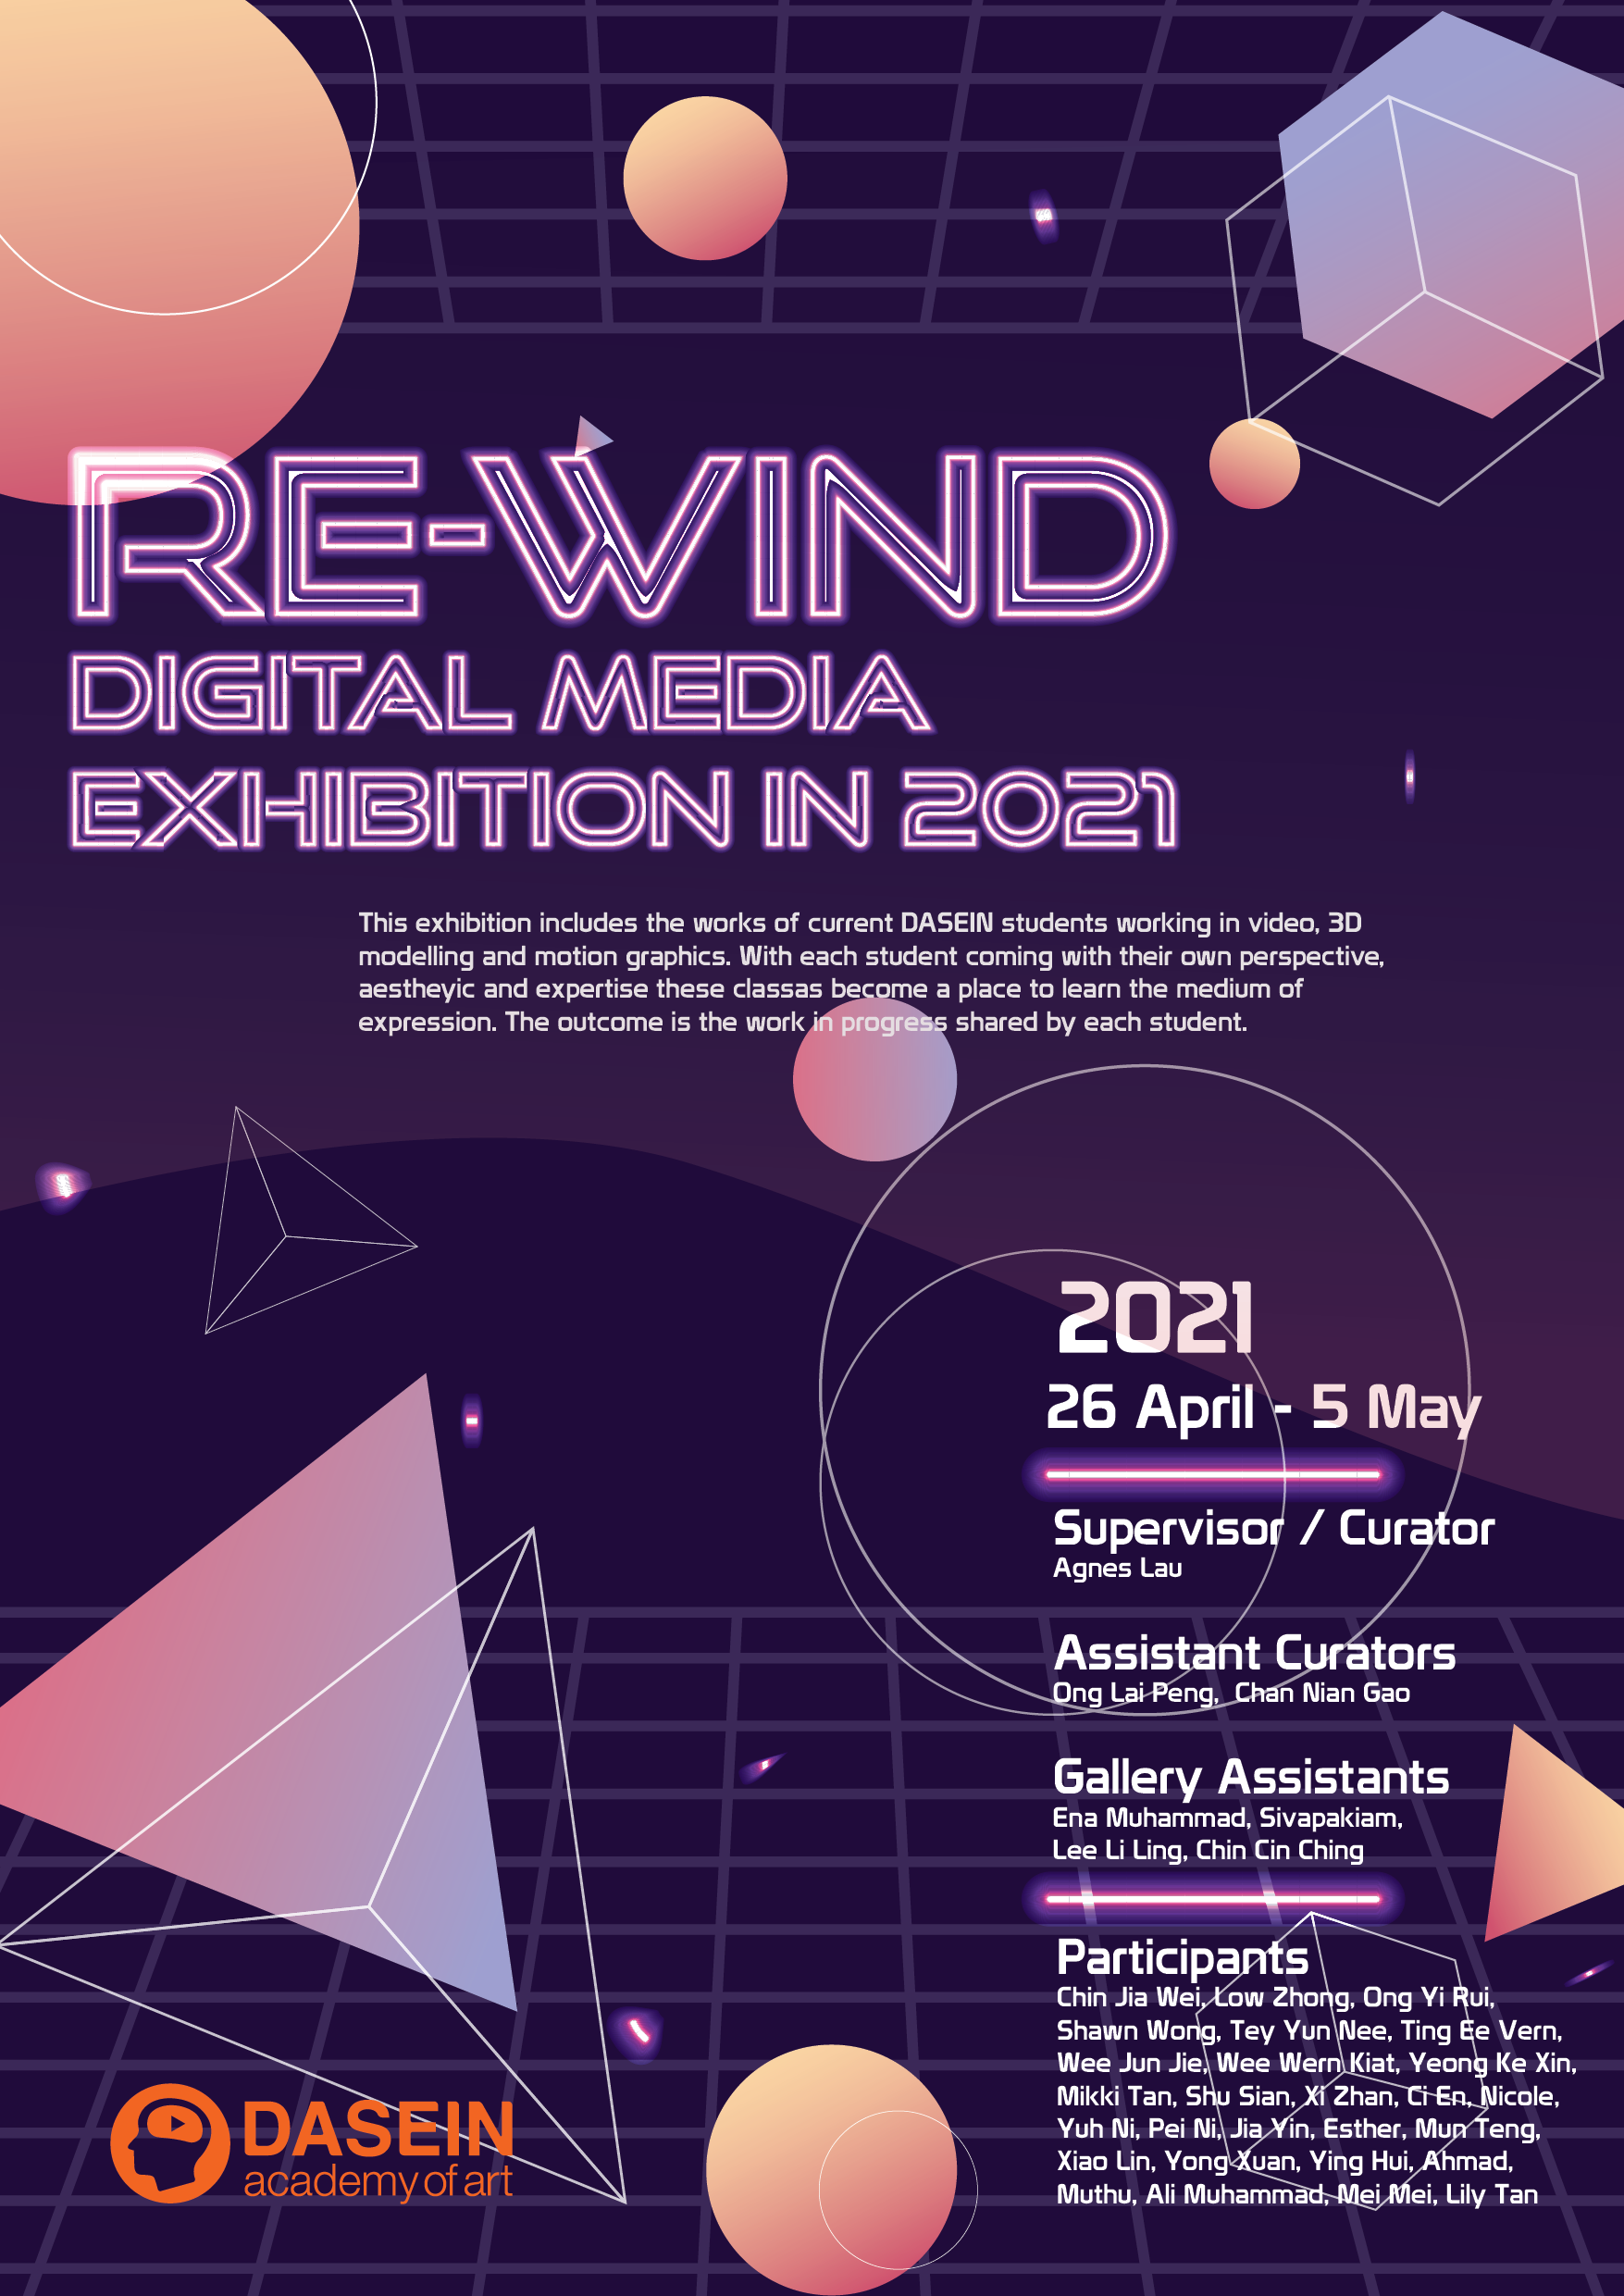 RE-WIND
DIGITAL MEDIA
EXHIBITION IN 2021
This exhibition includes the works of current DASEIN students working in video, 3D
modelling and motion graphics. With each student coming with their own perspective,
aestheyic and expertise these classas become a place to learn the medium of
expression. The outcome is the work in progress shared by each student.
2021
26 April - 5 May
Supervisor / Curator
Agnes Lau
Assistant Curators
Ong Lai Peng, Chan Nian Gao
Gallery Assistants
Ena Muhammad, Sivapakiam,
Lee Li Ling, Chin Cin Ching
Participants
Chin Jia Wei, Low Zhong, Ong Yi Rui,
Shawn Wong, Tey Yun Nee, Ting Ee Vern,
Wee Jun Jie, Wee Wern Kiat, Yeong Ke Xin,
Mikki Tan, Shu Sian, Xi Zhan, Ci En, Nicole,
Yuh Ni, Pei Ni, Jia Yin, Esther, Mun Teng,
Xiao Lin, Yong Xuan, Ying Hui, Ahmad,
Muthu, Ali Muhammad, Mei Mei, Lily Tan
DASEIN
academy of art